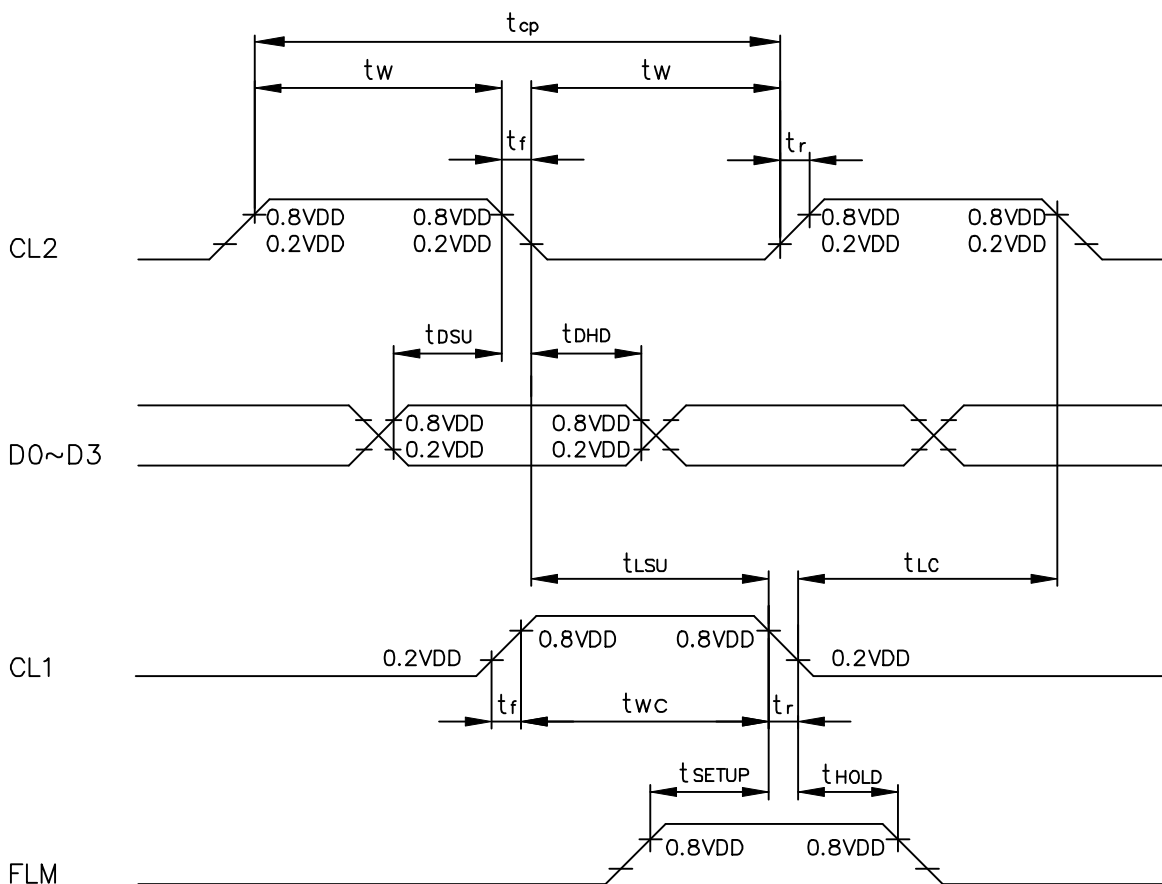 tcp
tw tw
tf tr
0.8VDD 0.8VDD 0.8VDD 0.8VDD
CL2 0.2VDD 0.2VDD 0.2VDD 0.2VDD
tDSU tDHD
0.8VDD 0.8VDD
D0~D3 0.2VDD 0.2VDD
tLSU tLC
0.8VDD 0.8VDD
CL1 0.2VDD 0.2VDD
tf twc tr
tSETUP tHOLD
0.8VDD 0.8VDD
FLM